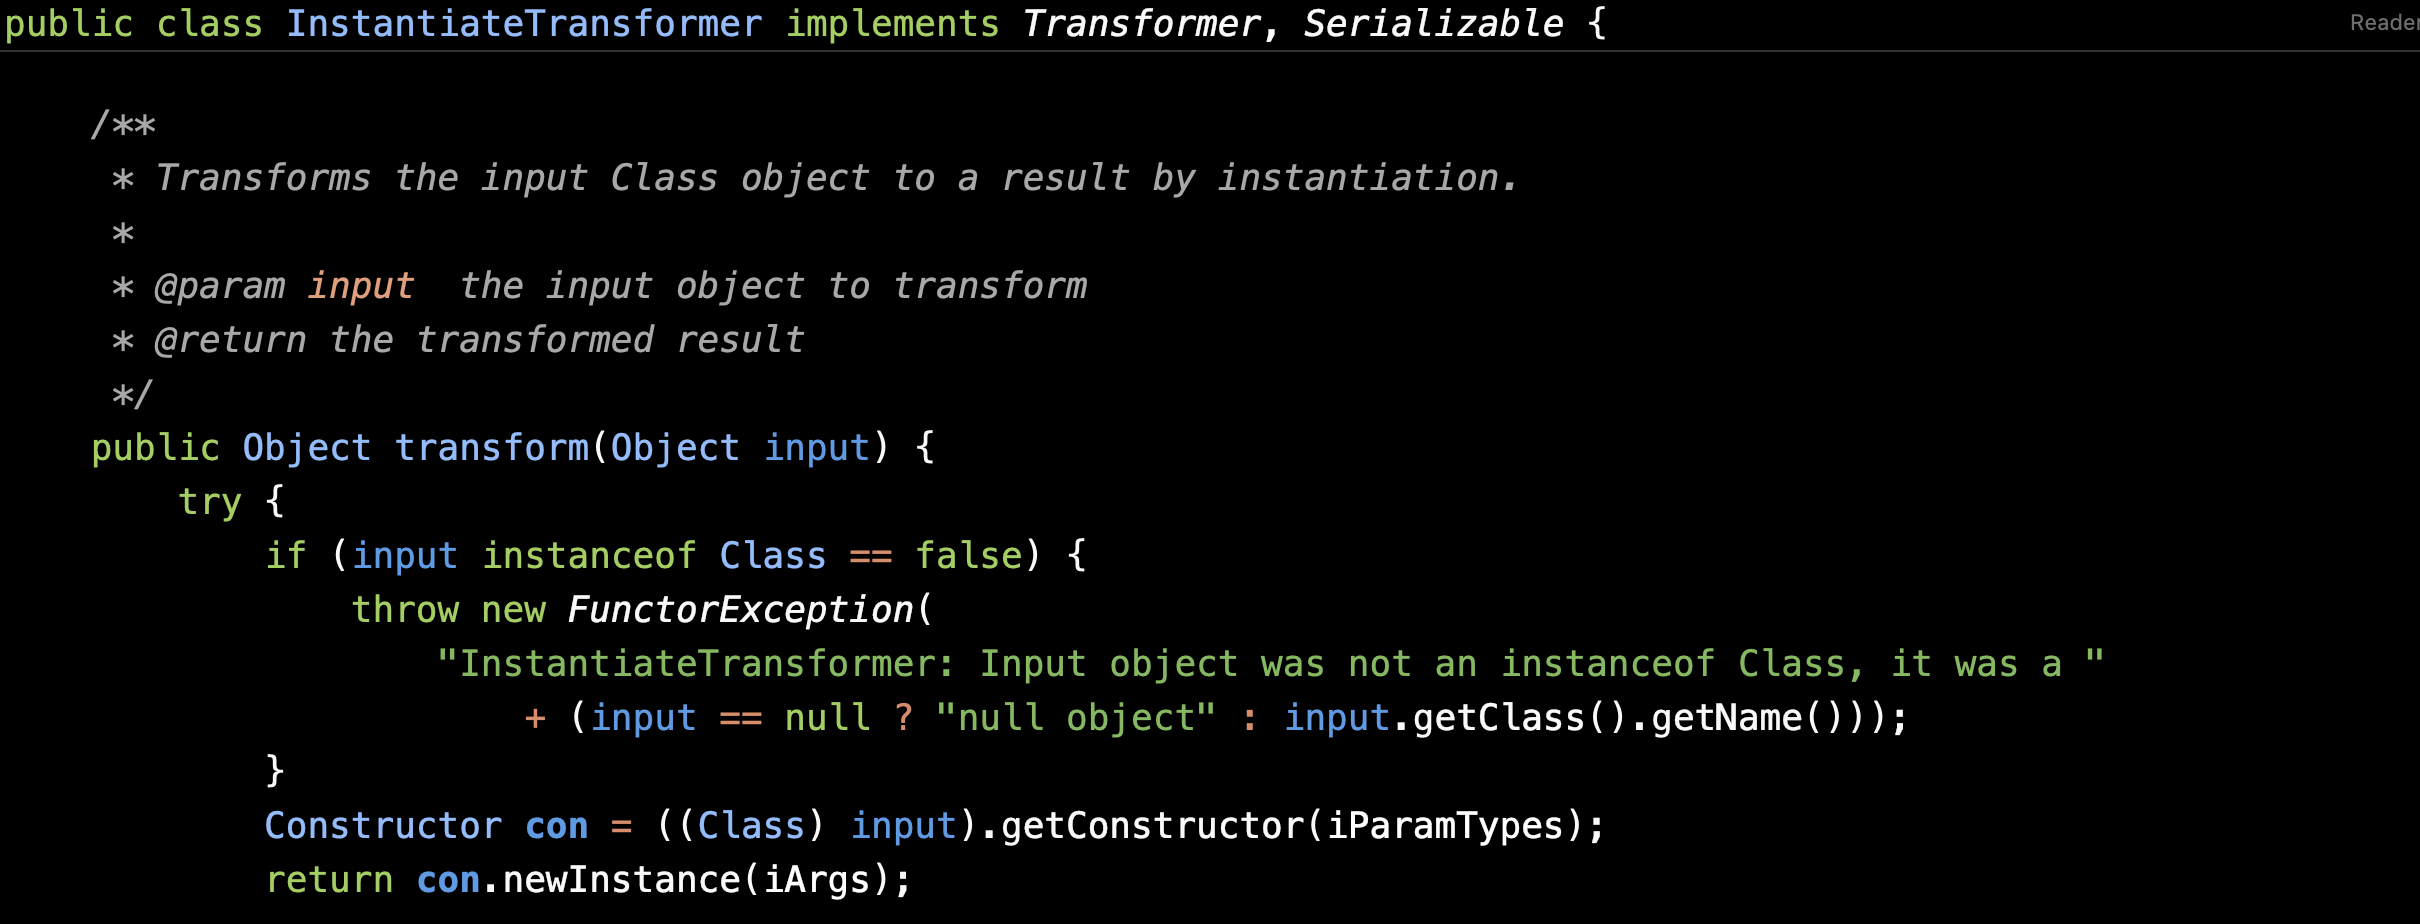 public class InstantiateTransformer implements Transformer, Serializable {
Reader
/**
* Transforms the input Class object to a result by instantiation.
*
* @param input  the input object to transform
* @return the transformed result
*/
public Object transform(Object input) {
try {
if (input instanceof Class == false) {
throw new FunctorException(
"InstantiateTransformer: Input object was not an instanceof Class, it was a "
+ (input == null ? "null object" : input.getClass().getName()));
}
Constructor con = ((Class) input).getConstructor(iParamTypes);
return con.newInstance(iArgs);